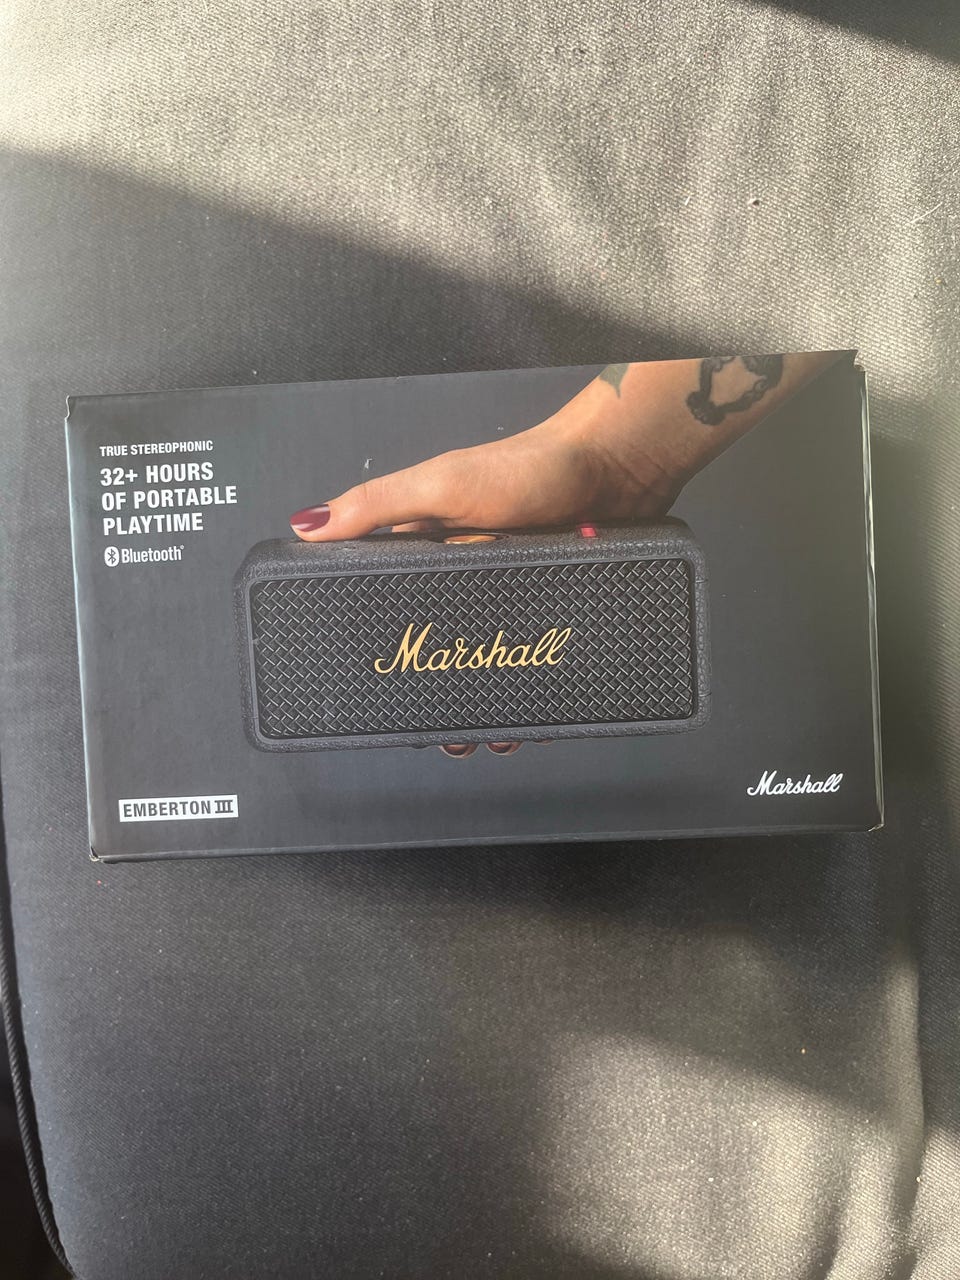 TRUE STEREOPHONIC
32+ HOURS
OF PORTABLE
PLAYTIME
Bluetooth®
Marshall
EMBERTON III
Marshall